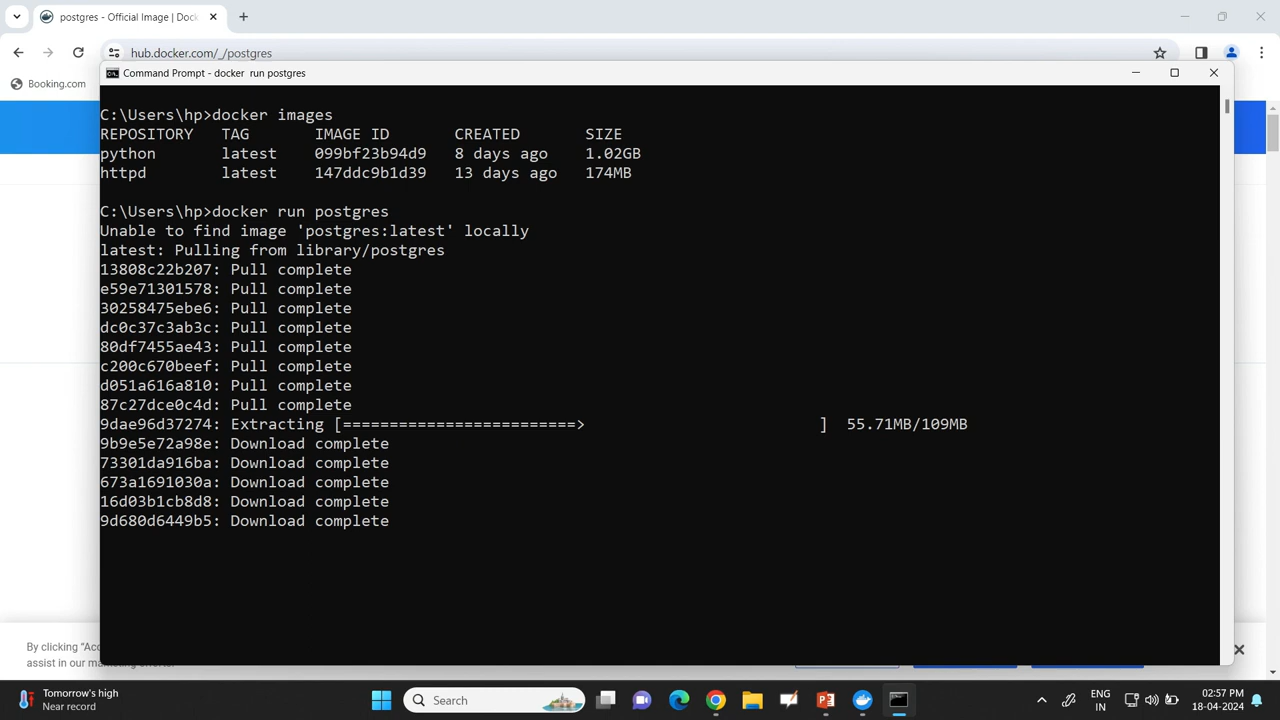 postgres - Official Image | Doc
hub.docker.com/_/postgres
Booking.com
Command Prompt - docker  run postgres
C:\Users\hp>docker images
REPOSITORY   TAG       IMAGE ID       CREATED       SIZE
python       latest    099bf23b94d9   8 days ago    1.02GB
httpd        latest    147ddc9b1d39   13 days ago   174MB
C:\Users\hp>docker run postgres
Unable to find image 'postgres:latest' locally
latest: Pulling from library/postgres
13808c22b207: Pull complete
e59e71301578: Pull complete
30258475ebe6: Pull complete
dc0c37c3ab3c: Pull complete
80df7455ae43: Pull complete
c200c670beef: Pull complete
d051a616a810: Pull complete
87c27dce0c4d: Pull complete
9dae96d37274: Extracting [=========================>                         ]  55.71MB/109MB
9b9e5e72a98e: Download complete
73301da916ba: Download complete
673a1691030a: Download complete
16d03b1cb8d8: Download complete
9d680d6449b5: Download complete
By clicking "Acc
assist in our marketing efforts.
Tomorrow's high
Near record
Search
ENG
IN
02:57 PM
18-04-2024